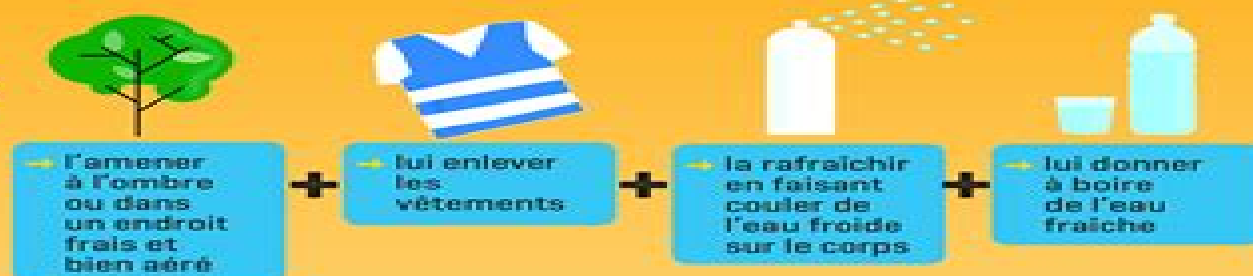 → l'amener
à l'ombre
ou dans
un endroit
frais et
bien aéré
+
→ lui enlever
les
vêtements
+
→ la rafraîchir
en faisant
couler de
l'eau froide
sur le corps
+
→ lui donner
à boire
de l'eau
fraîche